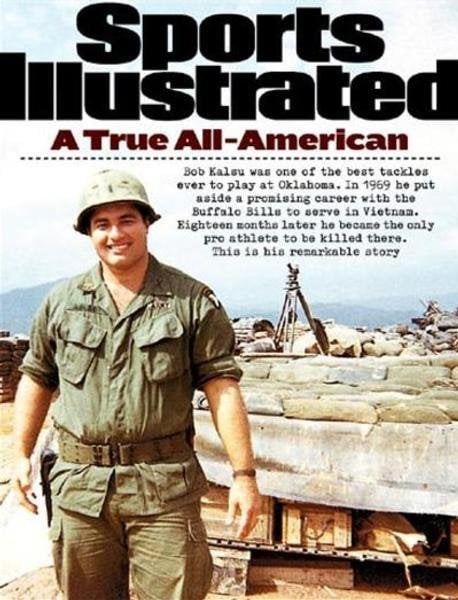 Sports
Illustrated
A True All-American
Bob Kalsu was one of the best tackles
ever to play at Oklahoma. In 1969 he put
aside a promising career with the
Buffalo Bills to serve in Vietnam.
Eighteen months later he became the only
pro athlete to be killed there.
This is his remarkable story